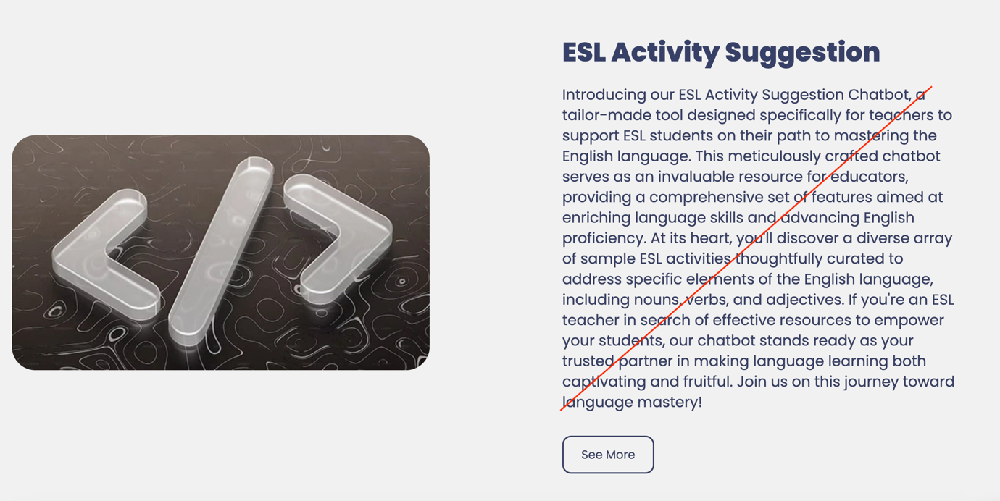 ESL Activity Suggestion
Introducing our ESL Activity Suggestion Chatbot, a
tailor-made tool designed specifically for teachers to
support ESL students on their path to mastering the
English language. This meticulously crafted chatbot
serves as an invaluable resource for educators,
providing a comprehensive set of features aimed at
enriching language skills and advancing English
proficiency. At its heart, you'll discover a diverse array
of sample ESL activities thoughtfully curated to
address specific elements of the English language,
including nouns, verbs, and adjectives. If you're an ESL
teacher in search of effective resources to empower
your students, our chatbot stands ready as your
trusted partner in making language learning both
captivating and fruitful. Join us on this journey toward
language mastery!
See More